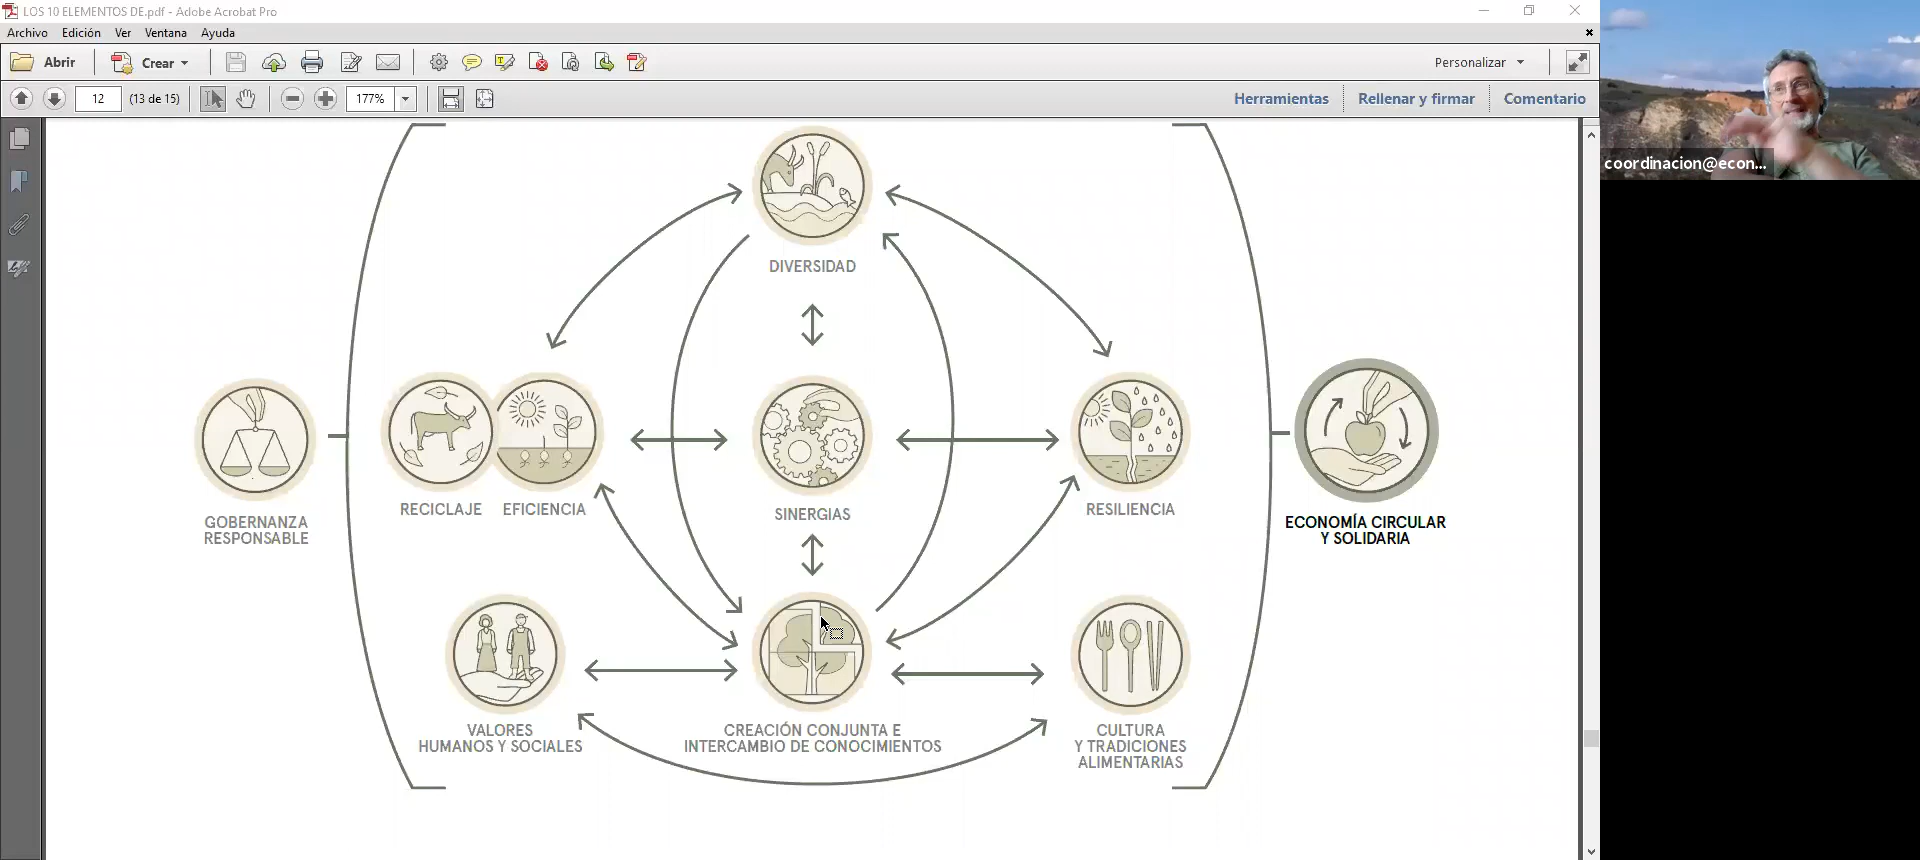 LOS 10 ELEMENTOS DE.pdf - Adobe Acrobat Pro
Archivo Edición Ver Ventana Ayuda
Abrir Crear Personalizar
12 (13 de 15) 177% Herramientas Rellenar y firmar Comentario
coordinacion@econ...
DIVERSIDAD
GOBERNANZA
RESPONSABLE
RECICLAJE
EFICIENCIA
SINERGIAS
RESILIENCIA
ECONOMÍA CIRCULAR
Y SOLIDARIA
VALORES
HUMANOS Y SOCIALES
CREACIÓN CONJUNTA E
INTERCAMBIO DE CONOCIMIENTOS
CULTURA
Y TRADICIONES
ALIMENTARIAS